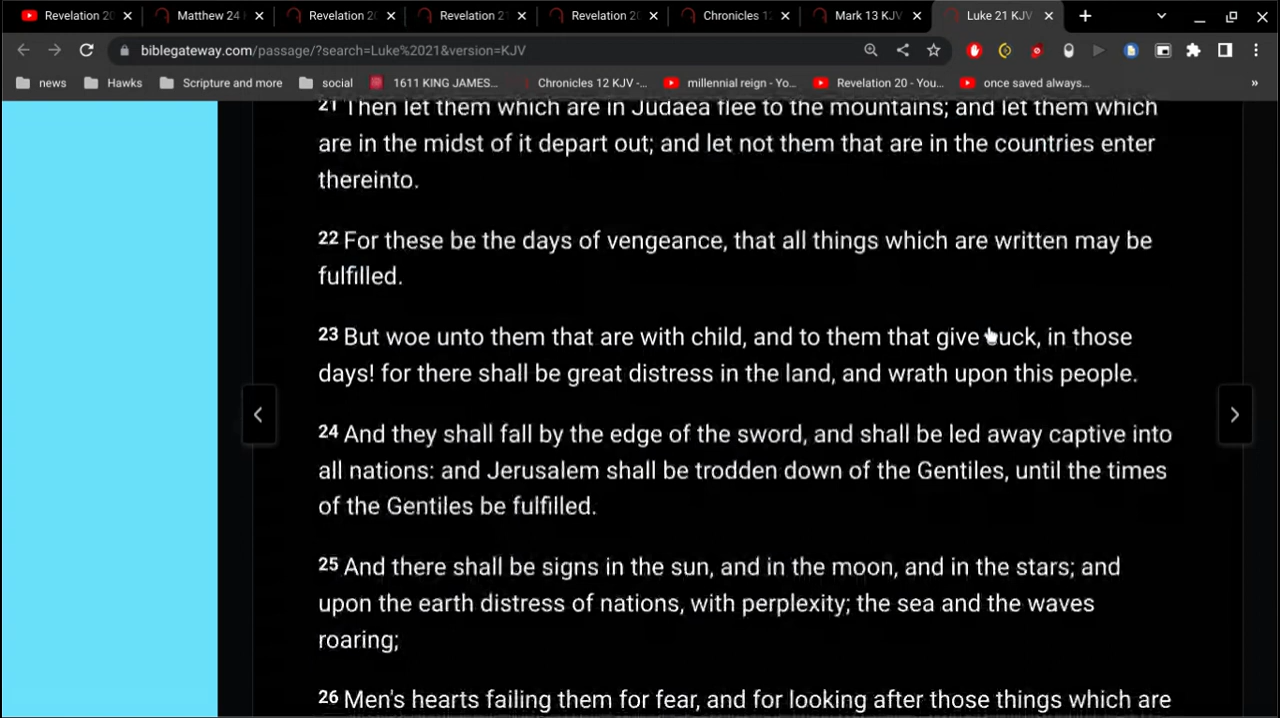 Revelation 20
Matthew 24
Revelation 20
Revelation 21
Revelation 20
Chronicles 12
Mark 13 KJV
Luke 21 KJV
biblegateway.com/passage/?search=Luke%2021&version=KJV
news
Hawks
Scripture and more
social
1611 KING JAMES...
Chronicles 12 KJV -...
millennial reign - Yo...
Revelation 20 - You...
once saved always...
»
21 Then let them which are in Judaea flee to the mountains; and let them which
are in the midst of it depart out; and let not them that are in the countries enter
thereinto.
22 For these be the days of vengeance, that all things which are written may be
fulfilled.
23 But woe unto them that are with child, and to them that give suck, in those
days! for there shall be great distress in the land, and wrath upon this people.
24 And they shall fall by the edge of the sword, and shall be led away captive into
all nations: and Jerusalem shall be trodden down of the Gentiles, until the times
of the Gentiles be fulfilled.
25 And there shall be signs in the sun, and in the moon, and in the stars; and
upon the earth distress of nations, with perplexity; the sea and the waves
roaring;
26 Men's hearts failing them for fear, and for looking after those things which are